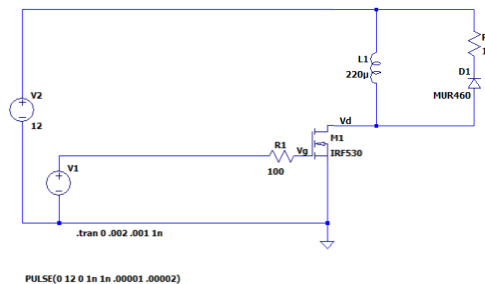 L1
220µ
R
1
D1
MUR460
V2
12
Vd
M1
IRF530
R1
Vg
100
V1
.tran 0 .002 .001 1n
PULSE(0 12 0 1n 1n .00001 .00002)